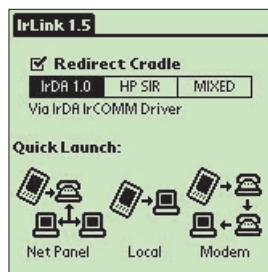 IrLink 1.5
Redirect Cradle
IrDA 1.0 HP SIR MIXED
Via IrDA IrCOMM Driver
Quick Launch:
Net Panel Local Modem